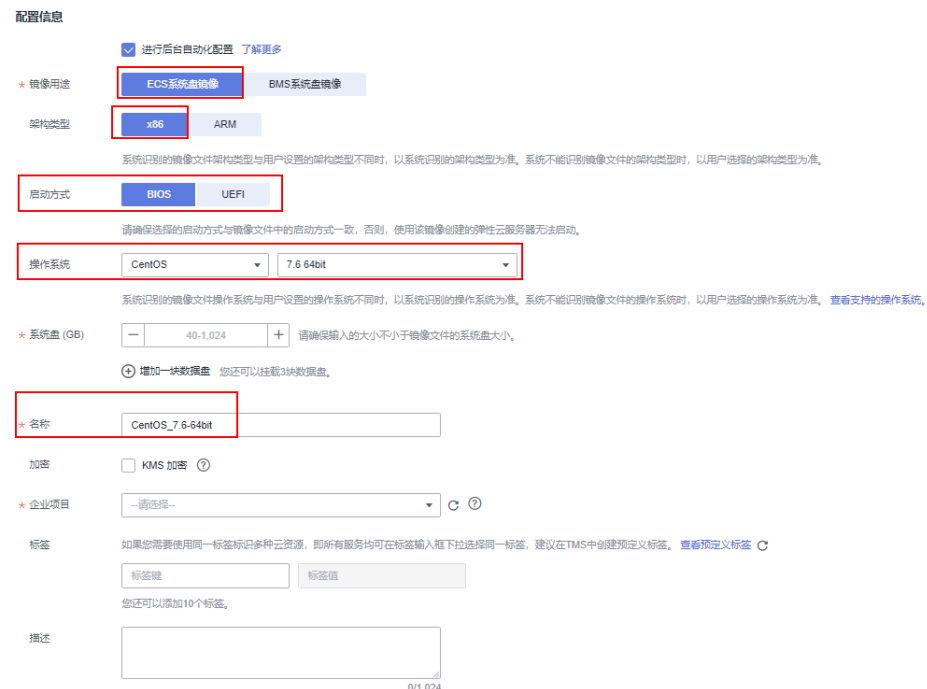 配置信息
进行后台自动化配置 了解更多
* 镜像用途 ECS系统盘镜像 BMS系统盘镜像
架构类型 x86 ARM
系统识别的镜像文件架构类型与用户设置的架构类型不同时，以系统识别的架构类型为准。系统不能识别镜像文件的架构类型时，以用户选择的架构类型为准。
启动方式 BIOS UEFI
请确保选择的启动方式与镜像文件中的启动方式一致，否则，使用该镜像创建的弹性云服务器无法启动。
操作系统 CentOS 7.6 64bit
系统识别的镜像文件操作系统与用户设置的操作系统不同时，以系统识别的操作系统为准。系统不能识别镜像文件的操作系统时，以用户选择的操作系统为准。 查看支持的操作系统。
* 系统盘 (GB) － 40-1,024 + 请确保输入的大小不小于镜像文件的系统盘大小。
增加一块数据盘 您还可以挂载3块数据盘。
* 名称 CentOS_7.6-64bit
加密 KMS 加密 ?
* 企业项目 --请选择-- ?
标签 如果您需要使用同一标签标识多种云资源，即所有服务均可在标签输入框下拉选择同一标签，建议在TMS中创建预定义标签。 查看预定义标签
标签键 标签值
您还可以添加10个标签。
描述
0/1,024